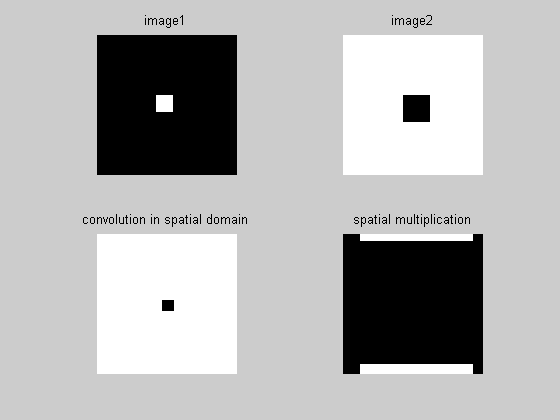 image1
image2
convolution in spatial domain
spatial multiplication